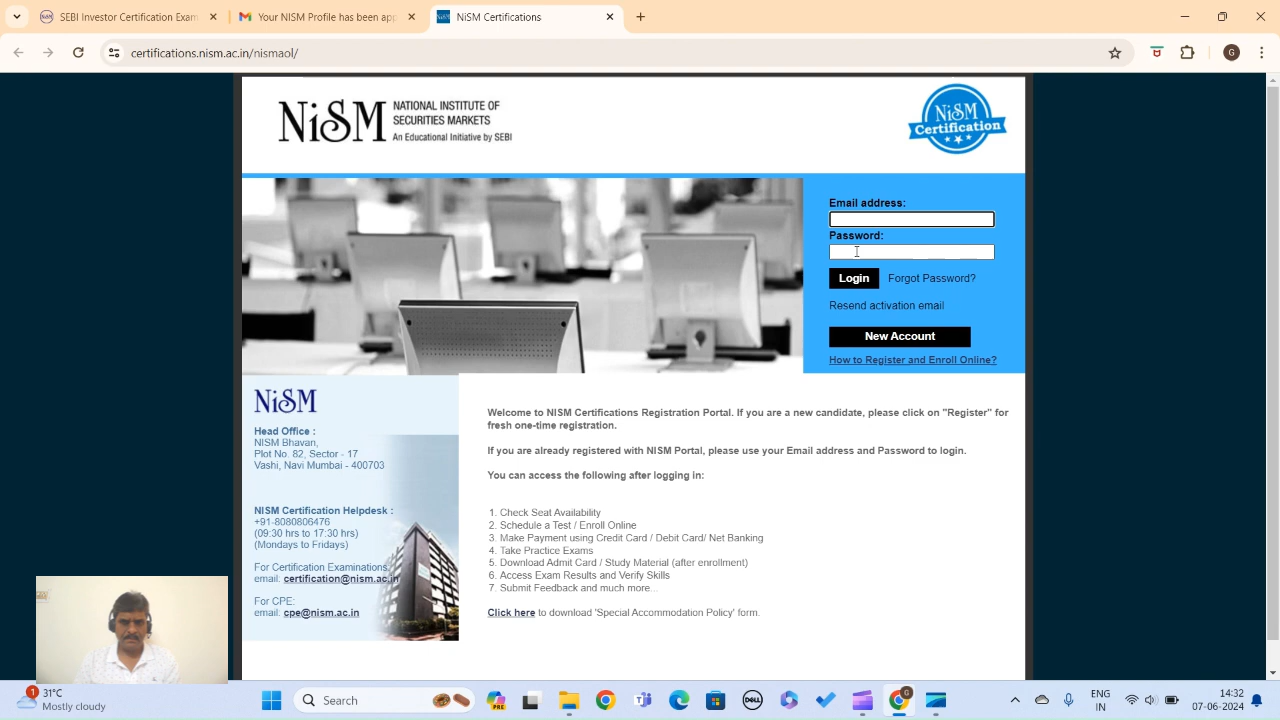 SEBI Investor Certification Ex
Your Profile has been approve
NISM Certifications
certifications.nism.ac.in/nismaol/
G
NiSM NATIONAL INSTITUTE OF
SECURITIES MARKETS
An Educational Initiative by SEBI
NiSM
Certification
Email address:
Password:
Login Forgot Password?
Resend activation email
New Account
How to Register and Enroll Online?
NiSM
Head Office :
NISM Bhavan,
Plot No. 82, Sector - 17
Vashi, Navi Mumbai - 400703
NISM Certification Helpdesk :
+91-8080806476
(09:30 hrs to 17:30 hrs)
(Mondays to Fridays)
For Certification Examinations:
email: certification@nism.ac.in
For CPE:
email: cpe@nism.ac.in
Welcome to NISM Certifications Registration Portal. If you are a new candidate, please click on "Register" for
fresh one-time registration.
If you are already registered with NISM Portal, please use your Email address and Password to login.
You can access the following after logging in:
1. Check Seat Availability
2. Schedule a Test / Enroll Online
3. Make Payment using Credit Card / Debit Card/ Net Banking
4. Take Practice Exams
5. Download Admit Card / Study Material (after enrollment)
6. Access Exam Results and Verify Skills
7. Submit Feedback and much more...
Click here to download 'Special Accommodation Policy' form.
1
31°C
Mostly cloudy
Search
DELL
G
ENG
IN
14:32
07-06-2024